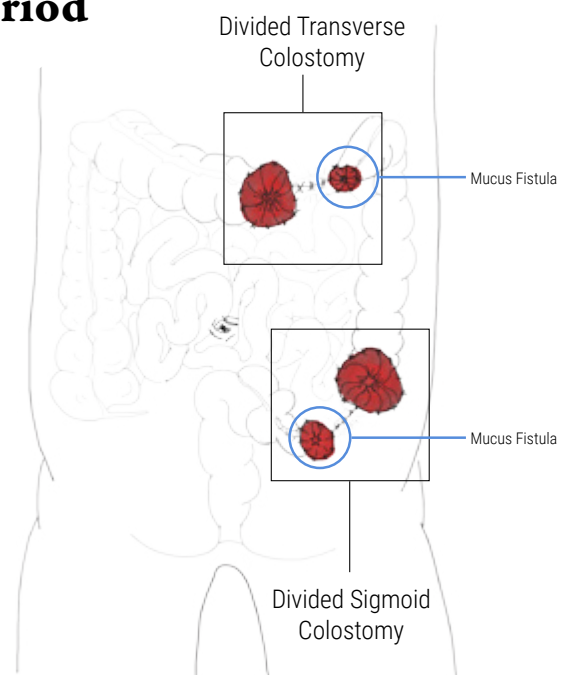 riod
Divided Transverse
Colostomy
Mucus Fistula
Mucus Fistula
Divided Sigmoid
Colostomy